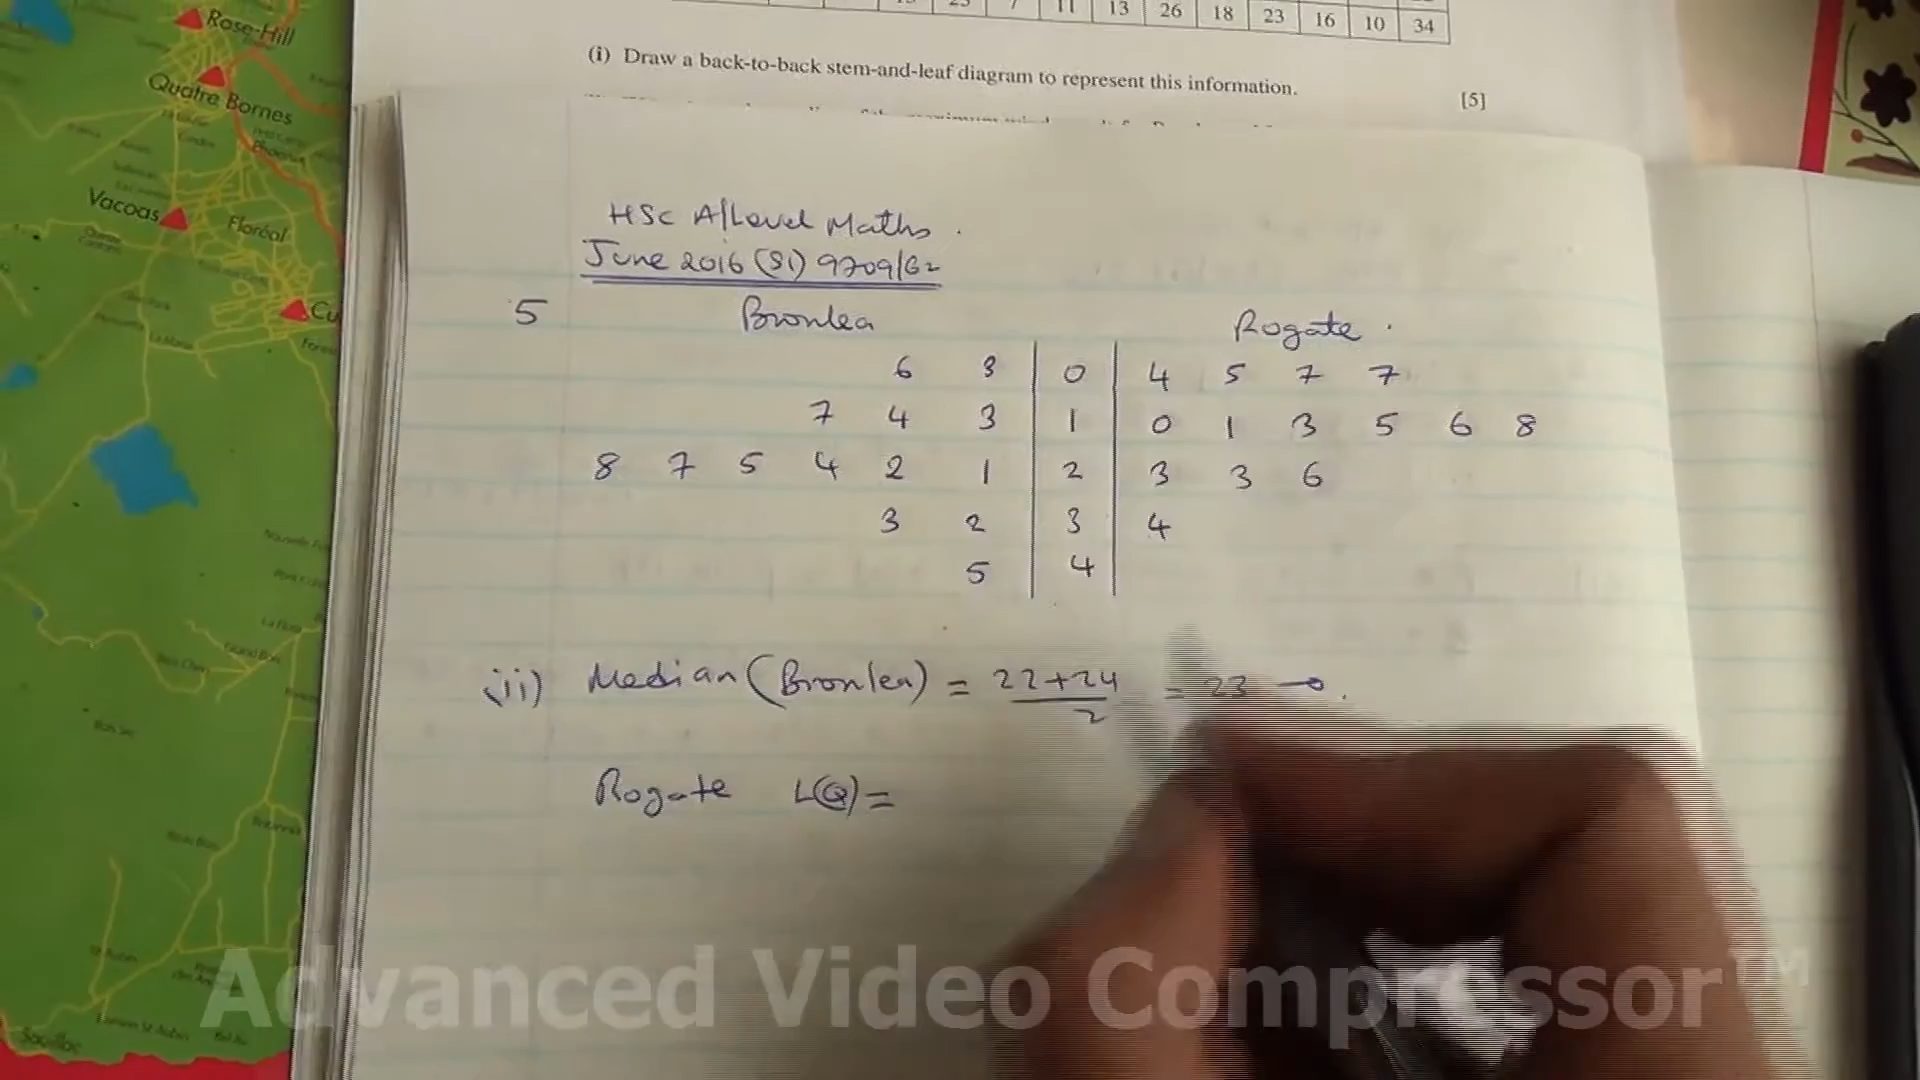 Rose-Hill
Quatre Bornes
Vacoas
Floréal
Cu
11 13 26 18 23 16 10 34
(i) Draw a back-to-back stem-and-leaf diagram to represent this information.
[5]
HSC A/Level Maths.
June 2016 (S1) 9709/62
5 Bronlea Rogate.
6 3 | 0 | 4 5 7 7
7 4 3 | 1 | 0 1 3 5 6 8
8 7 5 4 2 1 | 2 | 3 3 6
3 2 | 3 | 4
5 | 4 |
ii) Median (Bronlea) = 22+24/2 = 23
Rogate LQ =
Advanced Video Compressor™